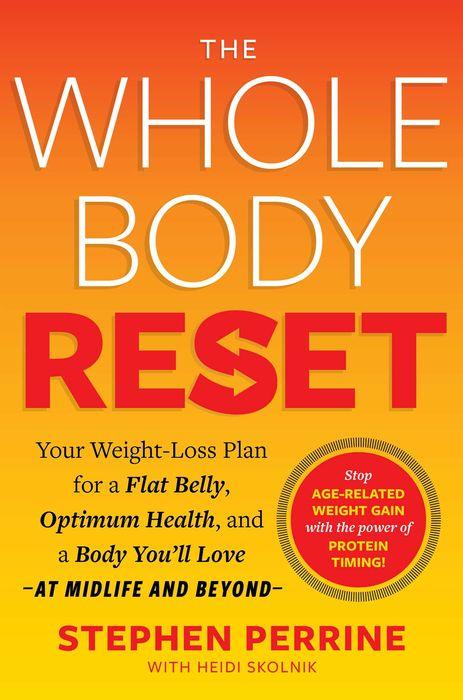 THE
WHOLE
BODY
RESET
Your Weight-Loss Plan
for a Flat Belly,
Optimum Health, and
a Body You'll Love
–AT MIDLIFE AND BEYOND–
Stop
AGE-RELATED
WEIGHT GAIN
with the power of
PROTEIN
TIMING!
STEPHEN PERRINE
WITH HEIDI SKOLNIK